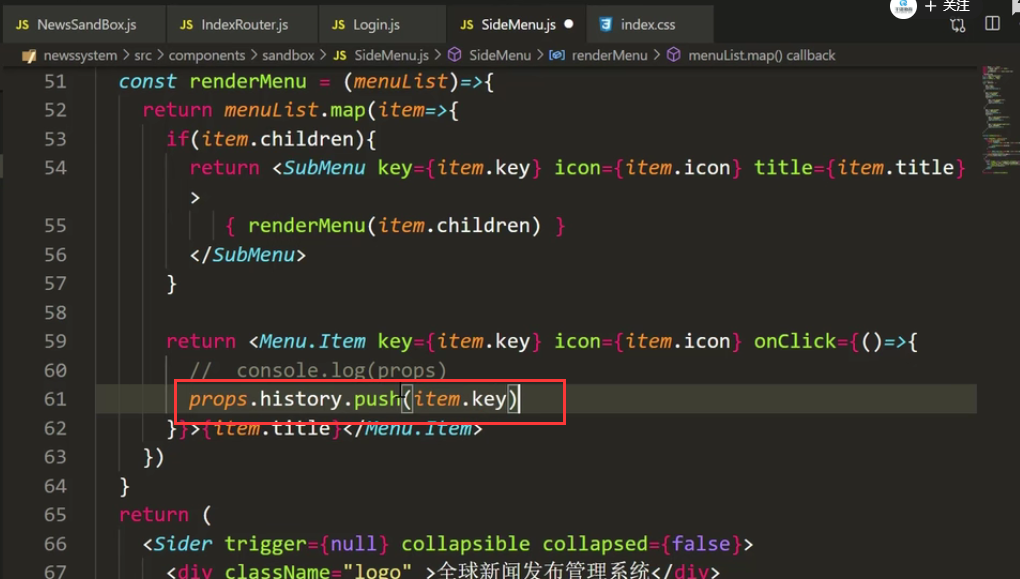 + 关注
JS NewsSandBox.js JS IndexRouter.js JS Login.js JS SideMenu.js ● index.css
newssystem > src > components > sandbox > JS SideMenu.js > SideMenu > renderMenu > menuList.map() callback
51 const renderMenu = (menuList)=>{
52 return menuList.map(item=>{
53 if(item.children){
54 return <SubMenu key={item.key} icon={item.icon} title={item.title}
>
55 { renderMenu(item.children) }
56 </SubMenu>
57 }
58
59 return <Menu.Item key={item.key} icon={item.icon} onClick={()=>{
60 //  console.log(props)
61 props.history.push(item.key)
62 }}>{item.title}</Menu.Item>
63 })
64 }
65 return (
66 <Sider trigger={null} collapsible collapsed={false}>
67 <div className="logo" >全球新闻发布管理系统</div>